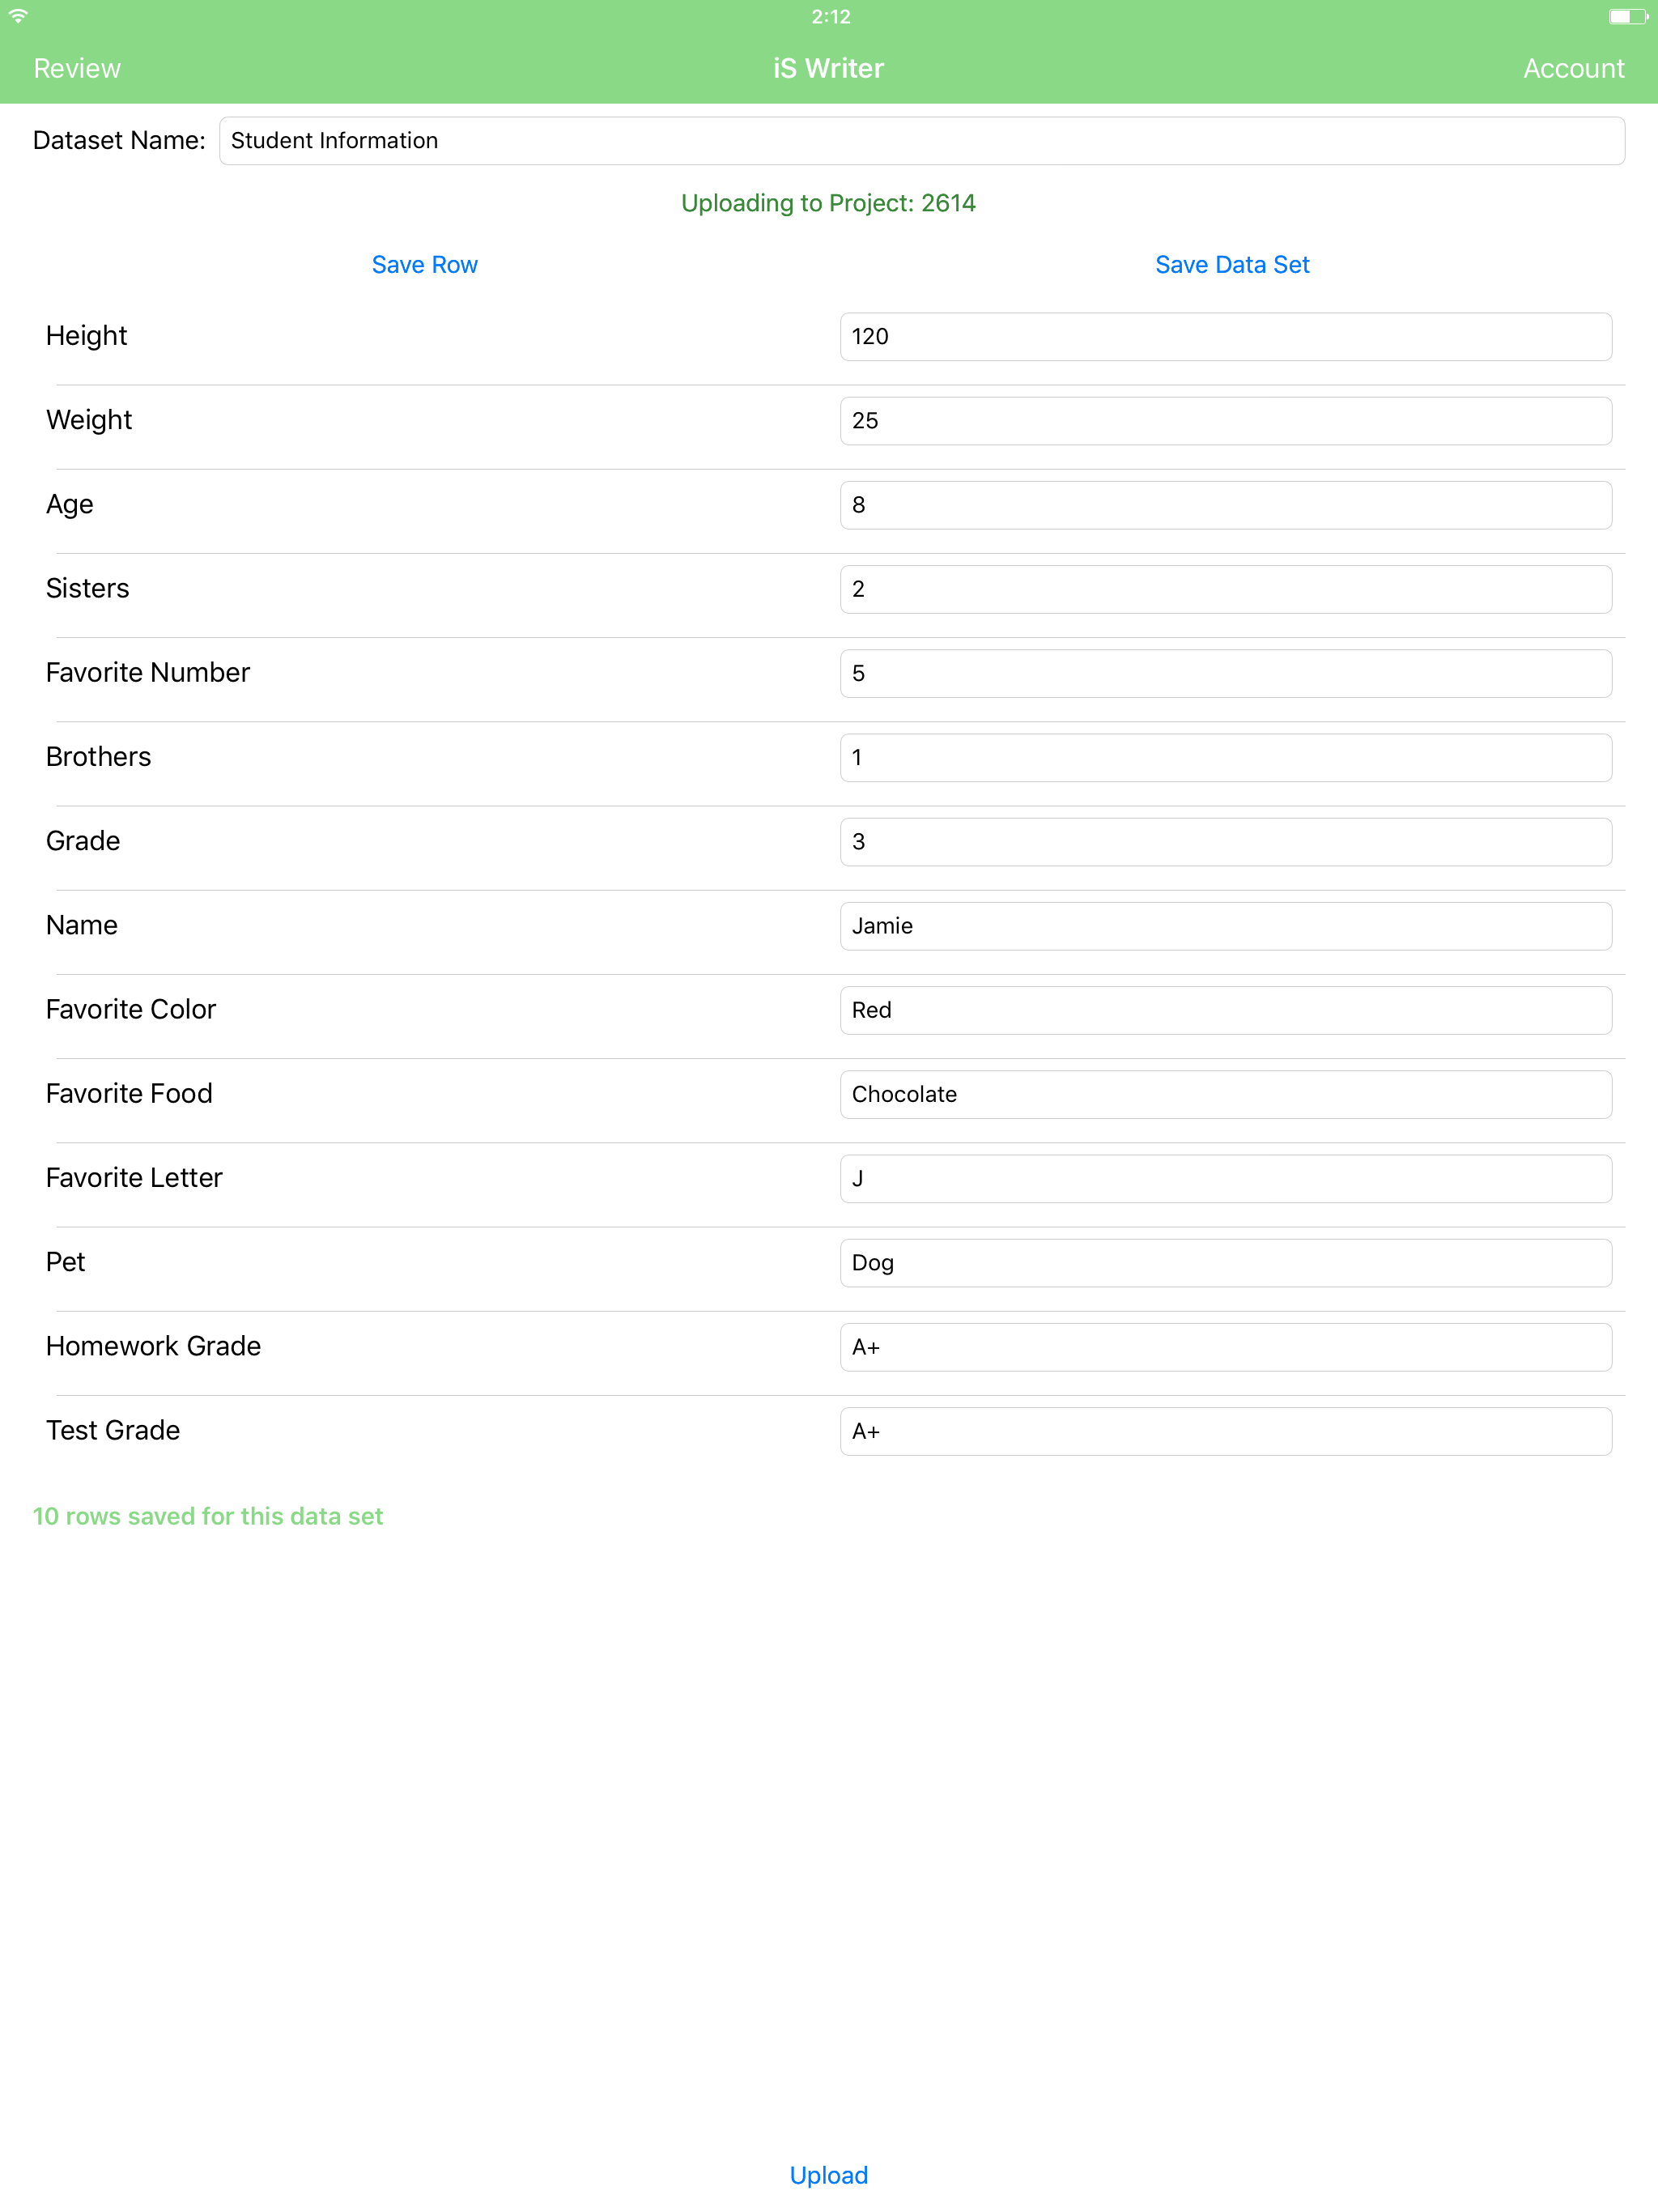 2:12
Review iS Writer Account
Dataset Name: Student Information
Uploading to Project: 2614
Save Row Save Data Set
Height 120
Weight 25
Age 8
Sisters 2
Favorite Number 5
Brothers 1
Grade 3
Name Jamie
Favorite Color Red
Favorite Food Chocolate
Favorite Letter J
Pet Dog
Homework Grade A+
Test Grade A+
10 rows saved for this data set
Upload